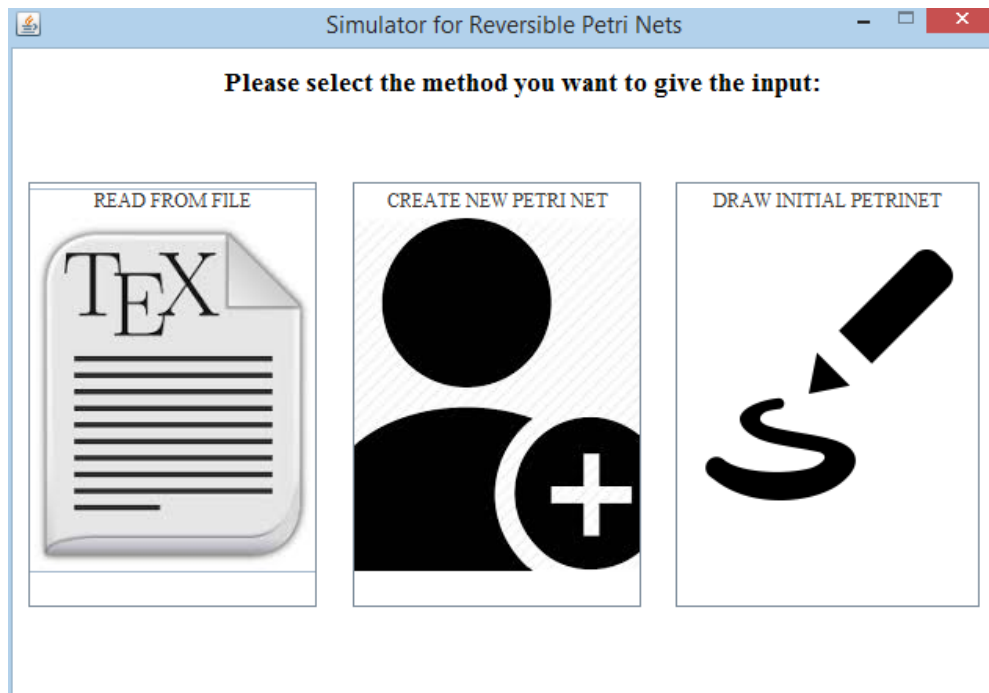 Simulator for Reversible Petri Nets
Please select the method you want to give the input:
READ FROM FILE
CREATE NEW PETRI NET
DRAW INITIAL PETRINET
TEX